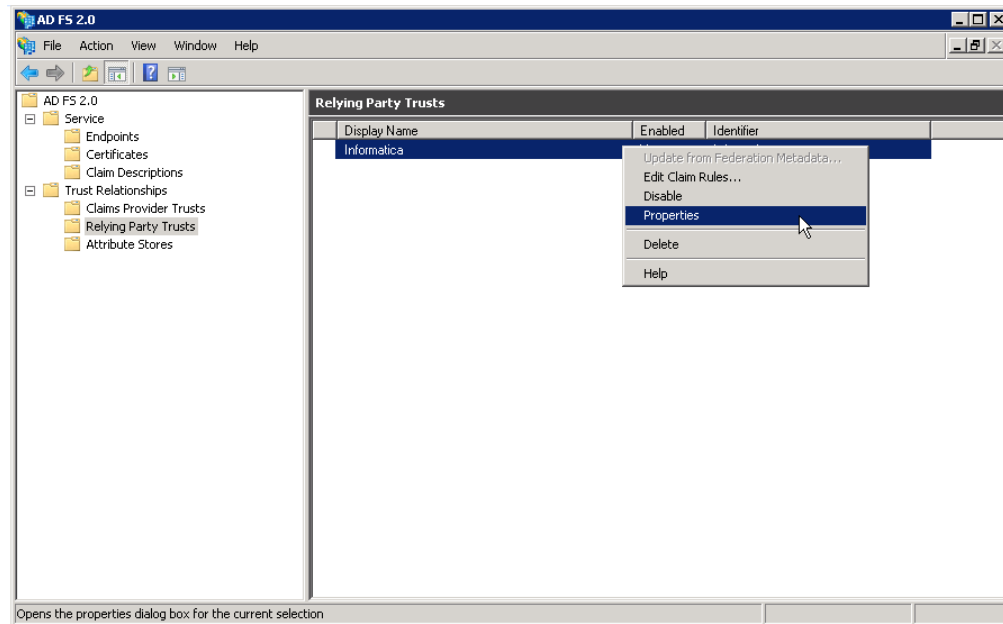 AD FS 2.0
File Action View Window Help
AD FS 2.0
Service
Endpoints
Certificates
Claim Descriptions
Trust Relationships
Claims Provider Trusts
Relying Party Trusts
Attribute Stores
Relying Party Trusts
Display Name Enabled Identifier
Informatica
Update from Federation Metadata...
Edit Claim Rules...
Disable
Properties
Delete
Help
Opens the properties dialog box for the current selection